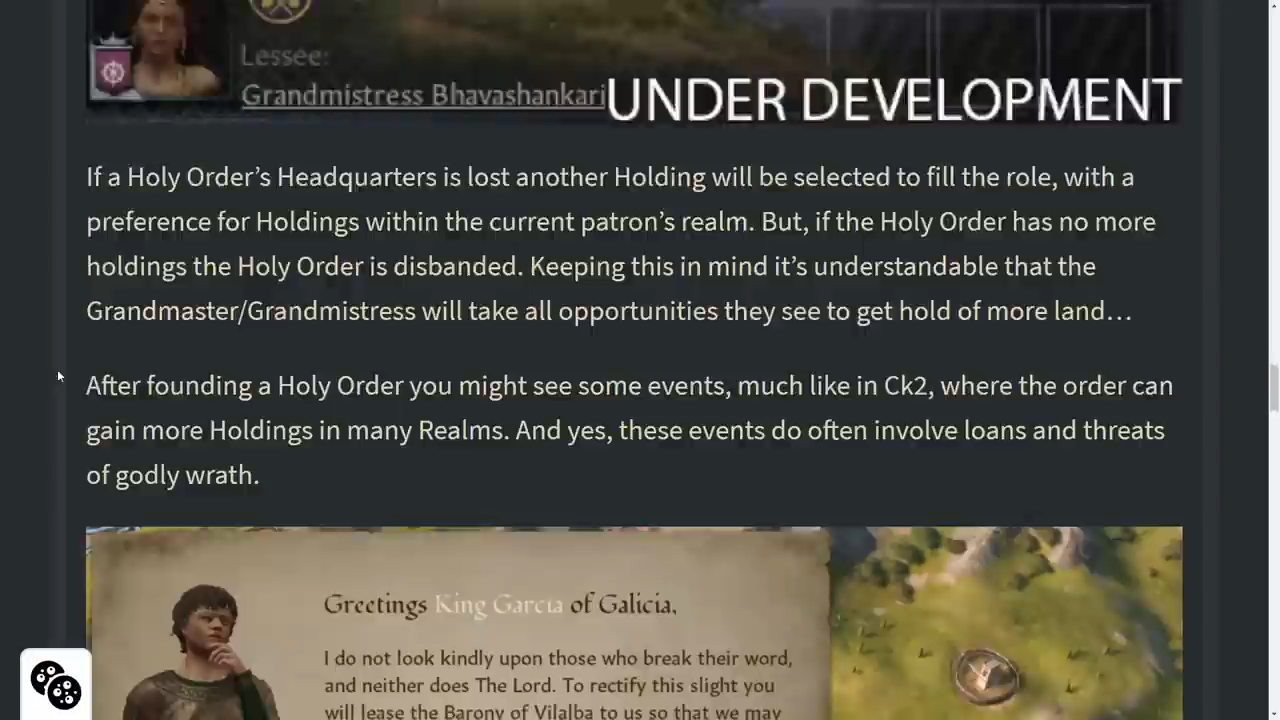 Lessee:
Grandmistress Bhavashankari
UNDER DEVELOPMENT
If a Holy Order’s Headquarters is lost another Holding will be selected to fill the role, with a
preference for Holdings within the current patron’s realm. But, if the Holy Order has no more
holdings the Holy Order is disbanded. Keeping this in mind it’s understandable that the
Grandmaster/Grandmistress will take all opportunities they see to get hold of more land…
After founding a Holy Order you might see some events, much like in Ck2, where the order can
gain more Holdings in many Realms. And yes, these events do often involve loans and threats
of godly wrath.
Greetings King García of Galicia,
I do not look kindly upon those who break their word,
and neither does The Lord. To rectify this slight you
will lease the Barony of Vilalba to us so that we may